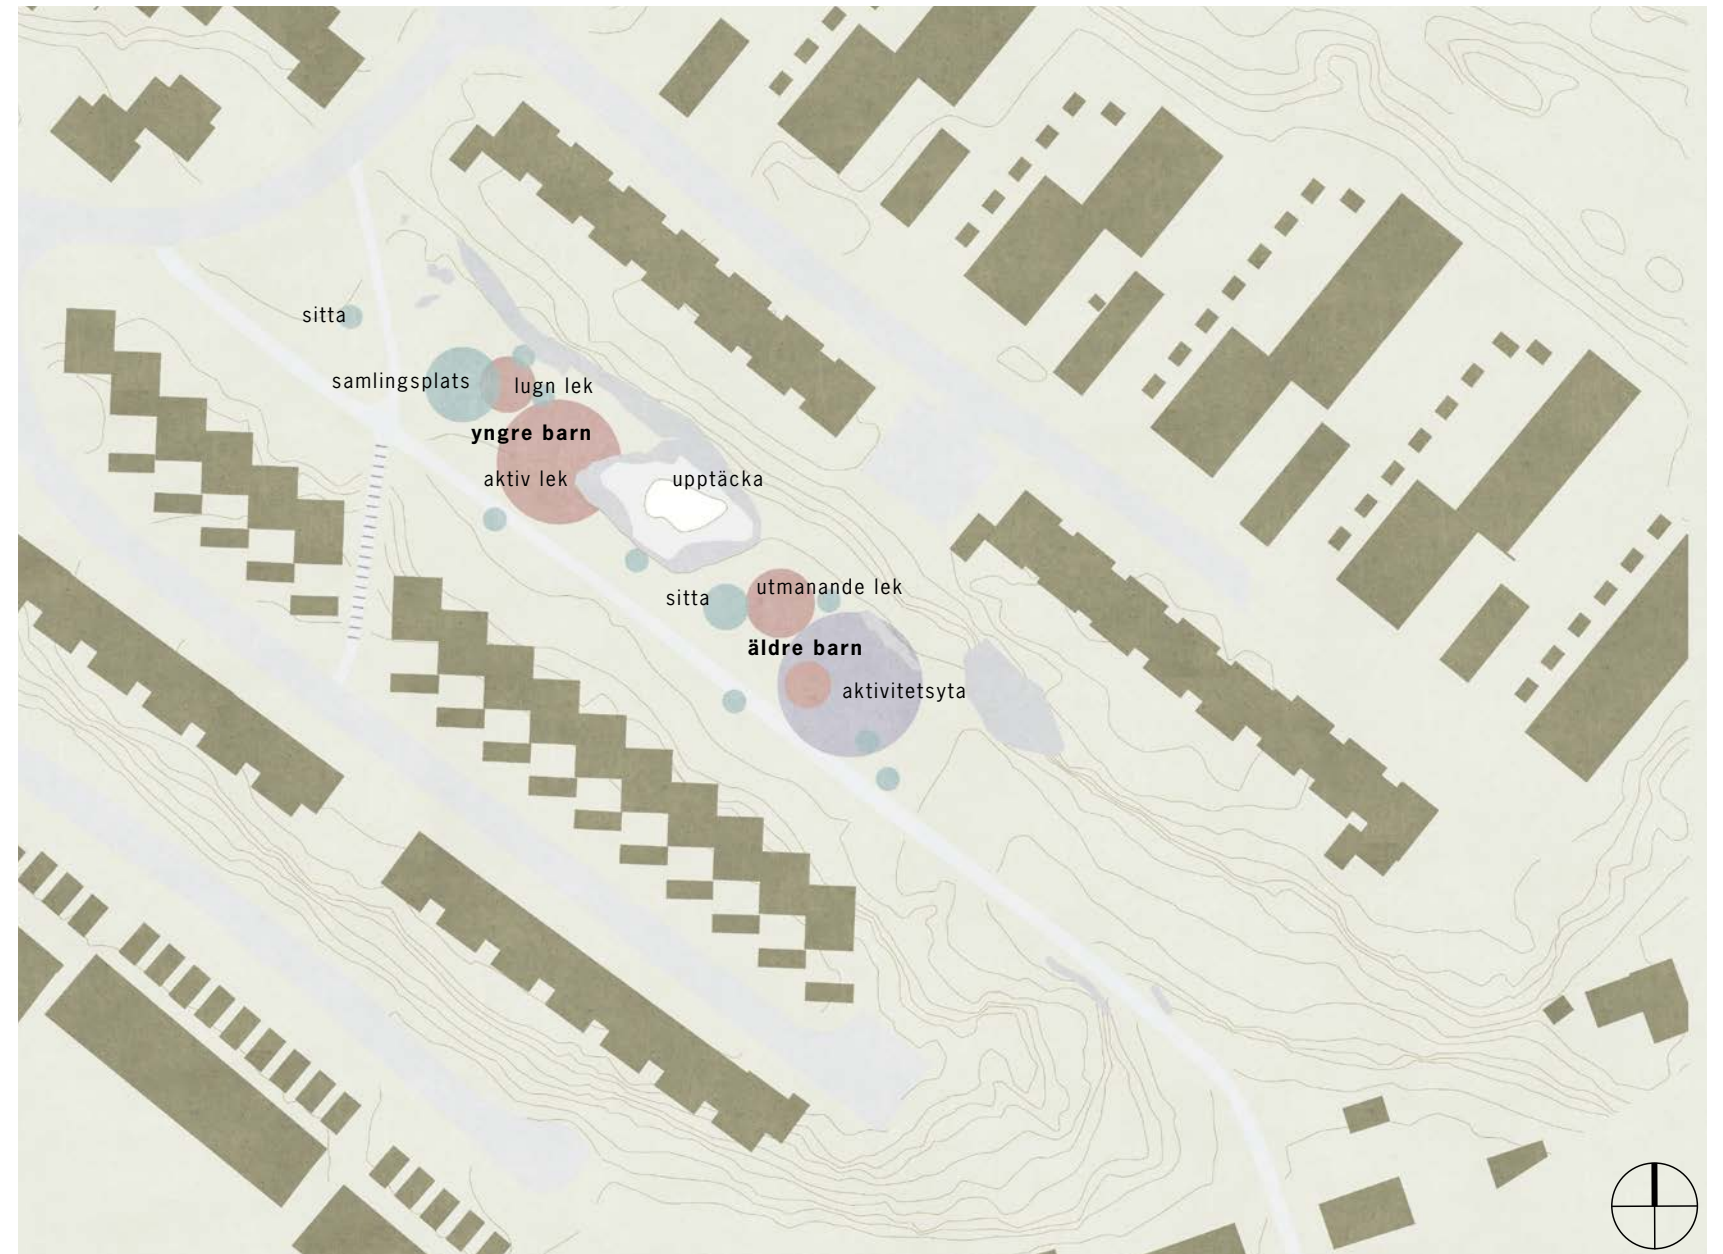 sitta
samlingsplats
lugn lek
yngre barn
aktiv lek
upptäcka
utmanande lek
sitta
äldre barn
aktivitetsyta